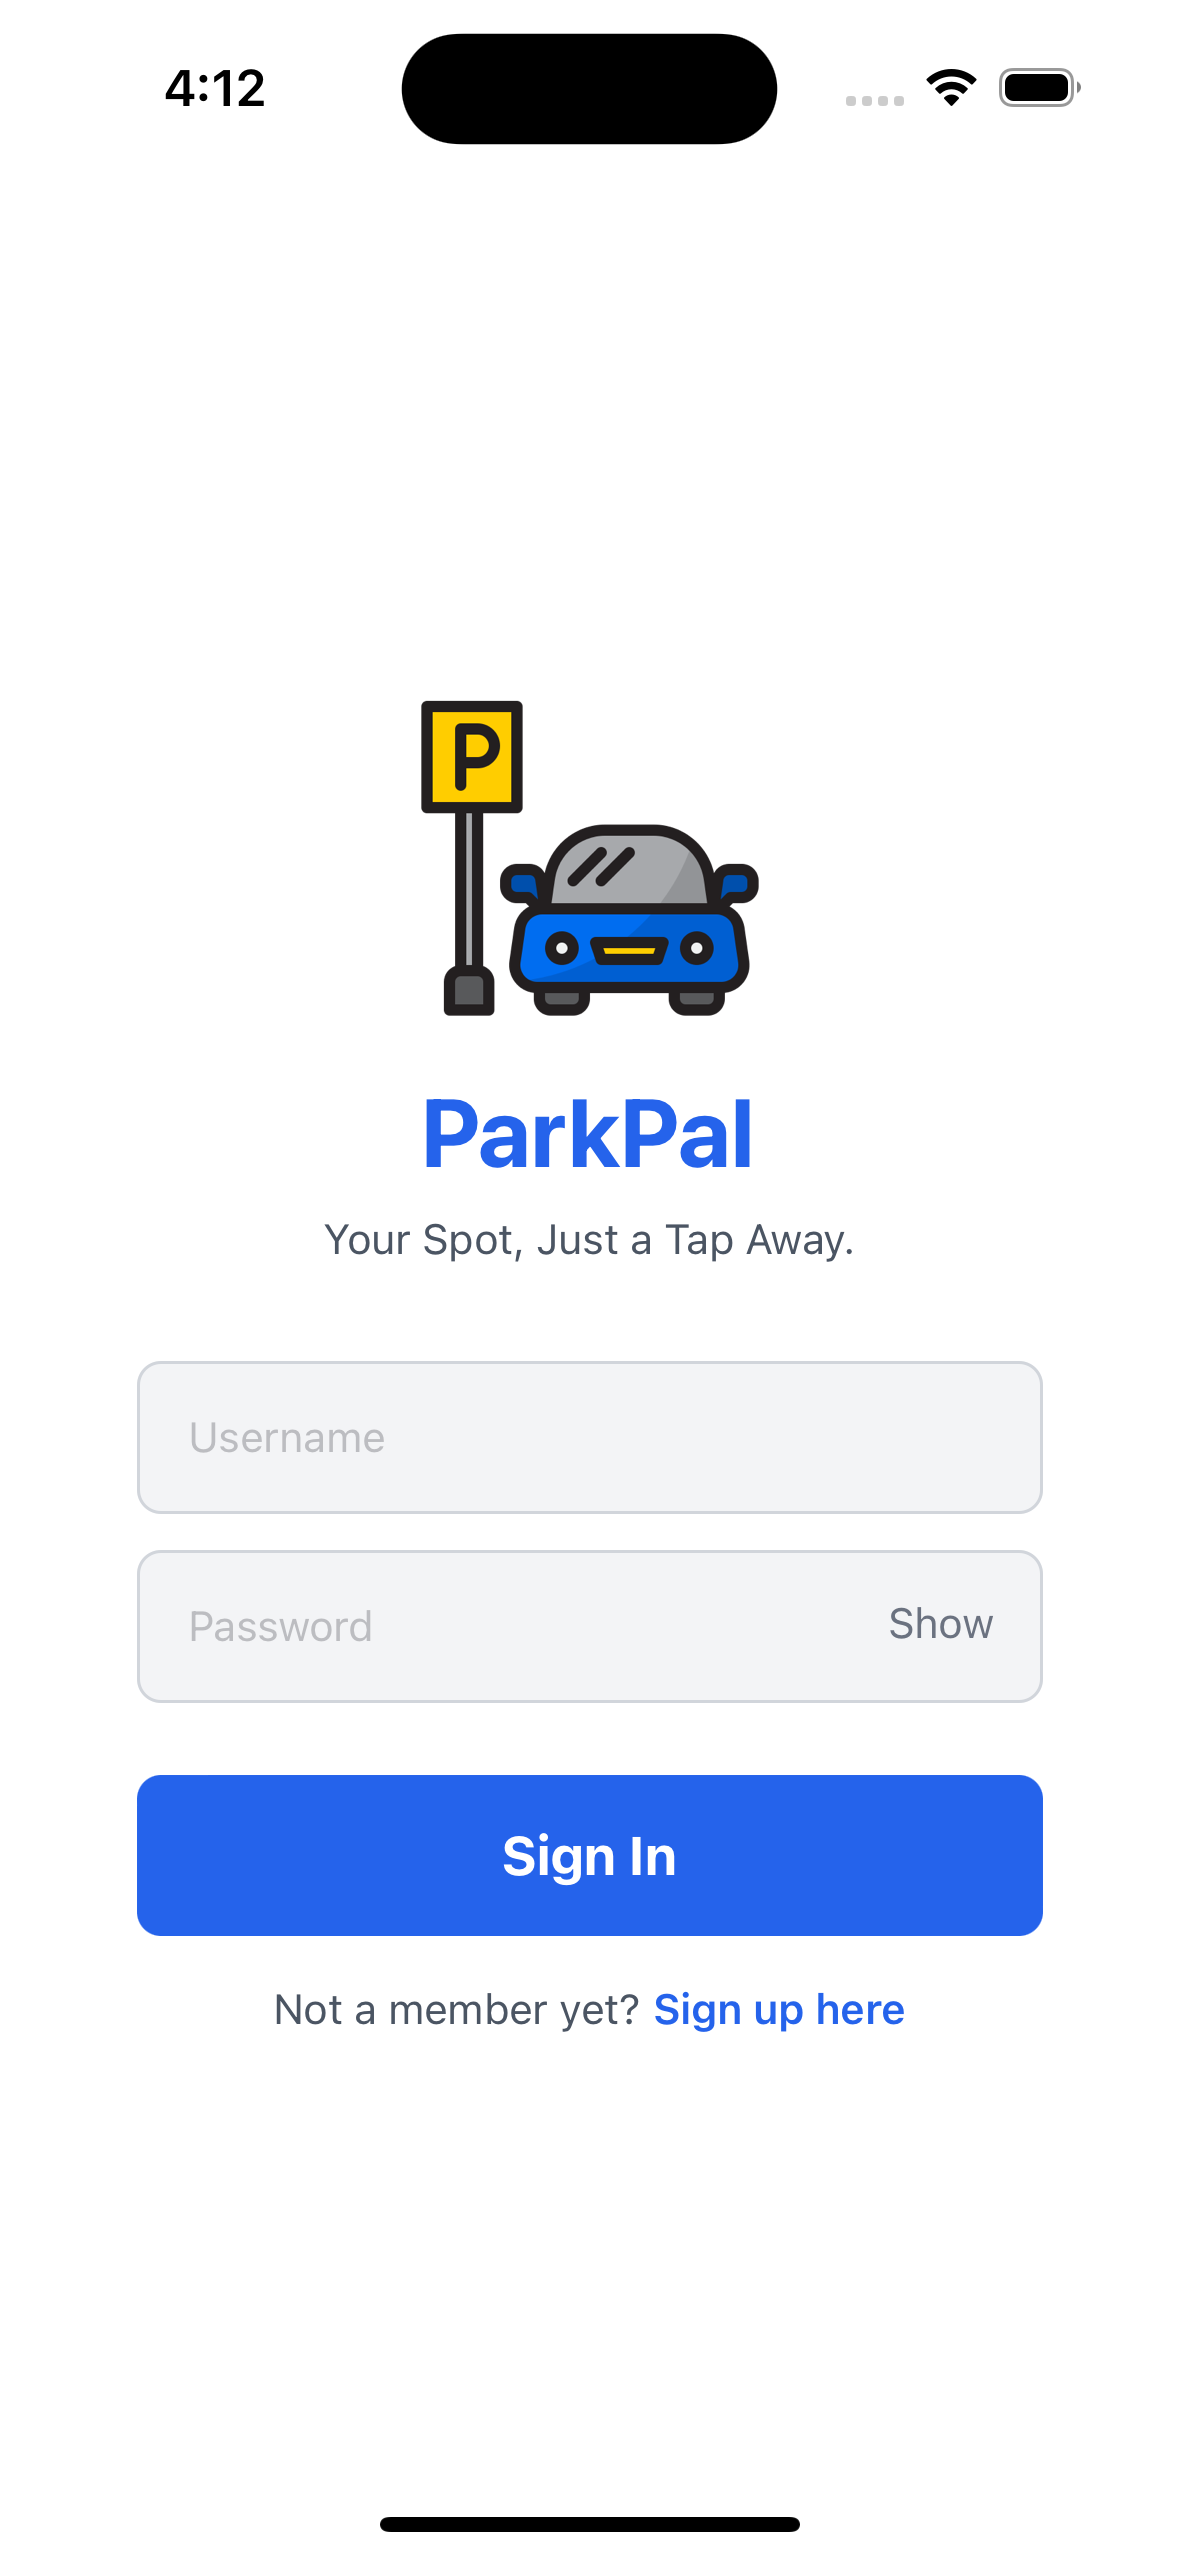 4:12
P
ParkPal
Your Spot, Just a Tap Away.
Username
Password
Show
Sign In
Not a member yet? Sign up here